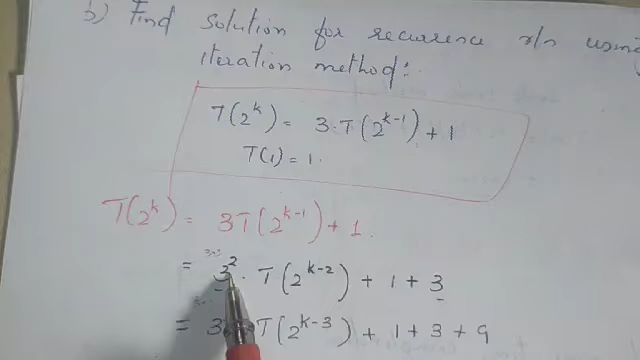 b) Find solution for recurrence r/n using
iteration method:
T(2^k) = 3.T(2^{k-1}) + 1
T(1) = 1.
T(2^k) = 3T(2^{k-1}) + 1.
= 3^2 . T(2^{k-2}) + 1 + 3
= 3 T(2^{k-3}) + 1 + 3 + 9